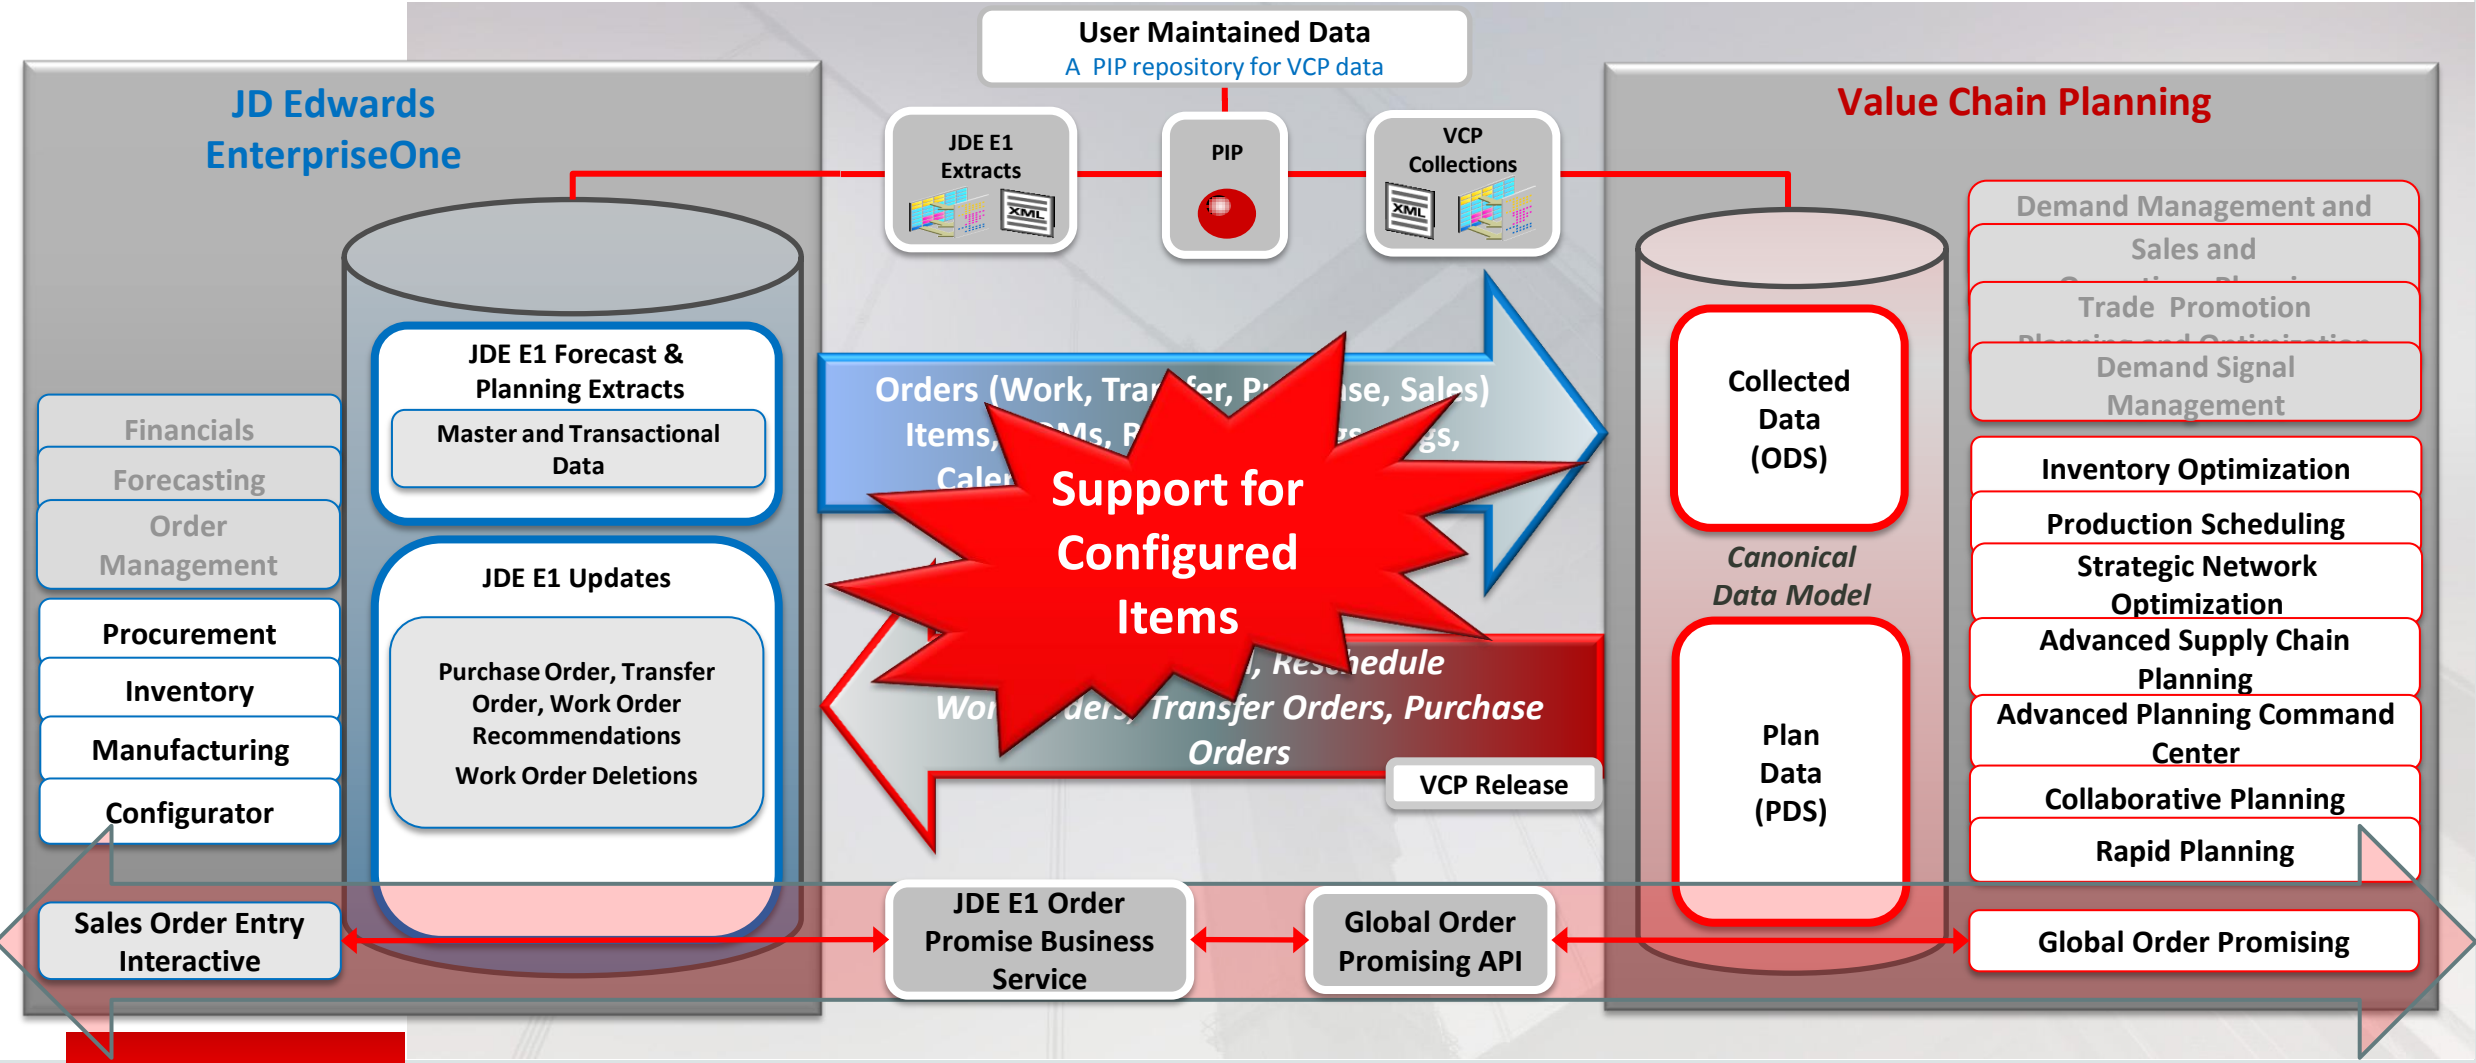 User Maintained Data
A PIP repository for VCP data
JD Edwards
EnterpriseOne
Value Chain Planning
JDE E1
Extracts
XML
PIP
VCP
Collections
XML
Financials
Forecasting
Order
Management
Procurement
Inventory
Manufacturing
Configurator
Sales Order Entry
Interactive
JDE E1 Forecast &
Planning Extracts
Master and Transactional
Data
JDE E1 Updates
Purchase Order, Transfer
Order, Work Order
Recommendations
Work Order Deletions
Orders (Work, Sales)
Items,
Support for
Configured
Items
Reschedule
Transfer Orders, Purchase
Orders
VCP Release
JDE E1 Order
Promise Business
Service
Global Order
Promising API
Collected
Data
(ODS)
Canonical
Data Model
Plan
Data
(PDS)
Demand Management and
Sales and
Trade Promotion
Planning and Optimization
Demand Signal
Management
Inventory Optimization
Production Scheduling
Strategic Network
Optimization
Advanced Supply Chain
Planning
Advanced Planning Command
Center
Collaborative Planning
Rapid Planning
Global Order Promising